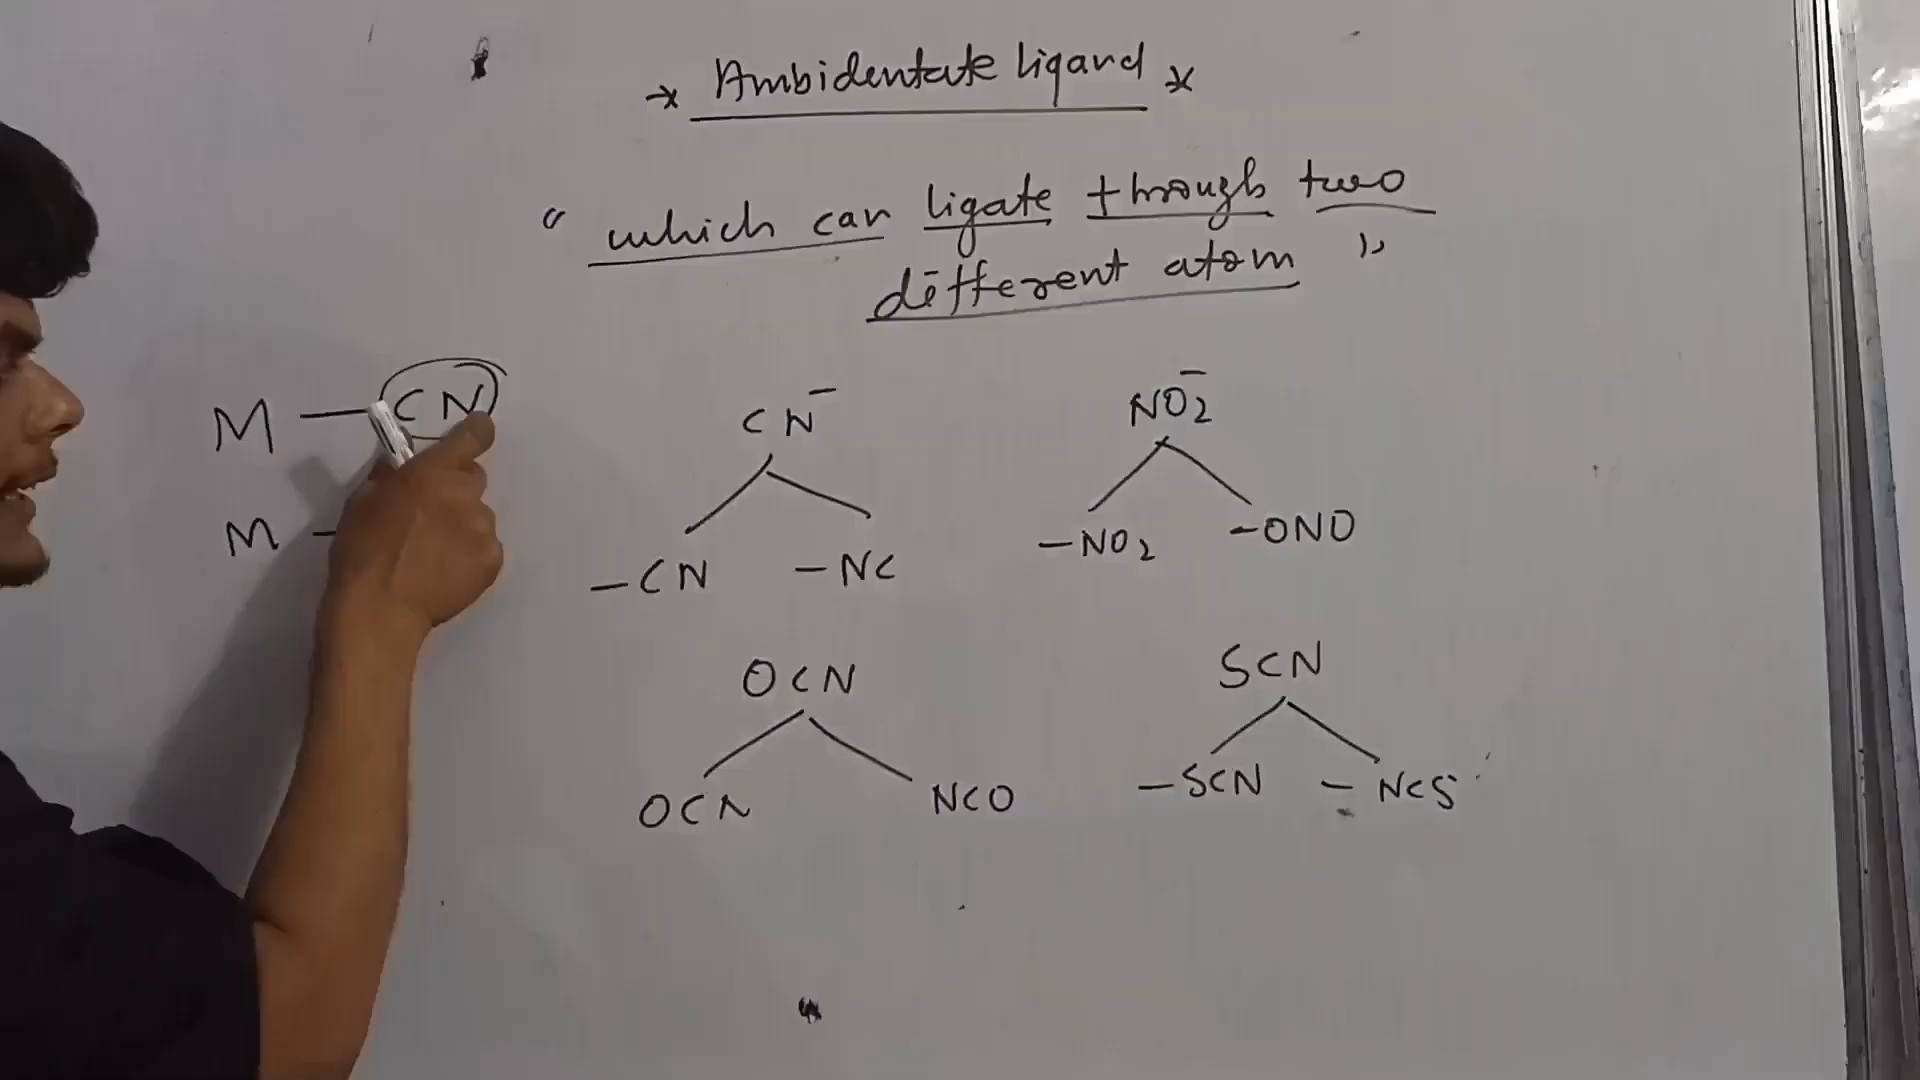 → Ambidentate ligand ×
" which can ligate through two
different atom "
M — CN
M -
CN⁻
-CN -NC
NO₂⁻
-NO₂ -ONO
OCN
OCN NCO
SCN
-SCN - NCS